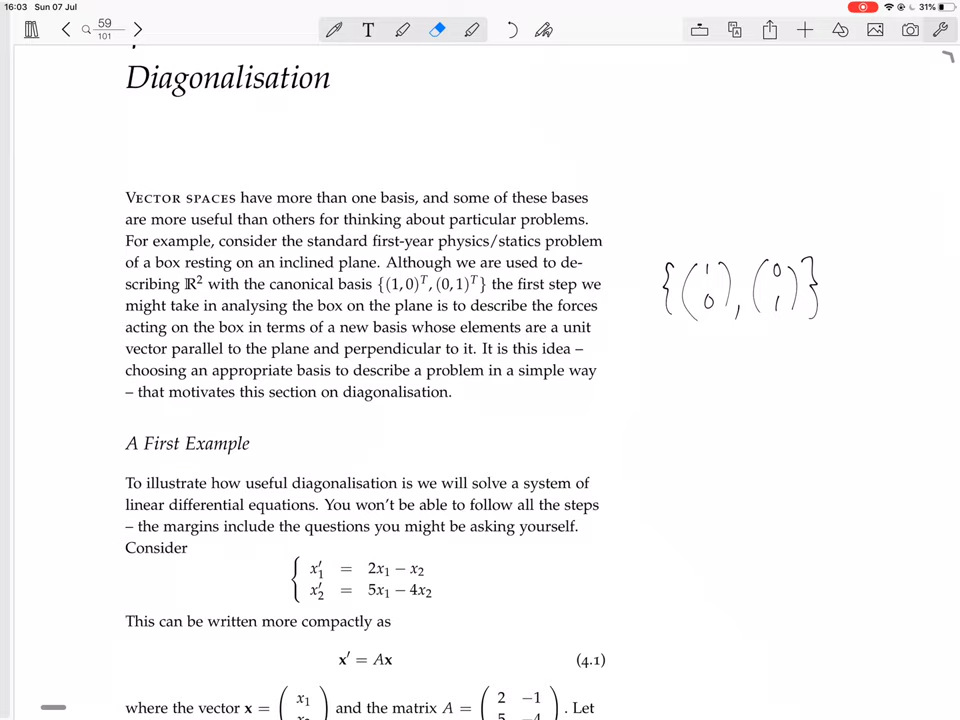 16:03 Sun 07 Jul
31%
59
101
T
Diagonalisation
VECTOR SPACES have more than one basis, and some of these bases
are more useful than others for thinking about particular problems.
For example, consider the standard first-year physics/statics problem
of a box resting on an inclined plane. Although we are used to de-
scribing ℝ² with the canonical basis {(1, 0)ᵀ, (0, 1)ᵀ} the first step we
might take in analysing the box on the plane is to describe the forces
acting on the box in terms of a new basis whose elements are a unit
vector parallel to the plane and perpendicular to it. It is this idea –
choosing an appropriate basis to describe a problem in a simple way
– that motivates this section on diagonalisation.
{(1 0), (0 1)}
A First Example
To illustrate how useful diagonalisation is we will solve a system of
linear differential equations. You won't be able to follow all the steps
– the margins include the questions you might be asking yourself.
Consider
x₁′ = 2x₁ − x₂
x₂′ = 5x₁ − 4x₂
This can be written more compactly as
x′ = Ax (4.1)
where the vector x = ( x₁ x₂ ) and the matrix A = ( 2 −1 5 −4 ). Let